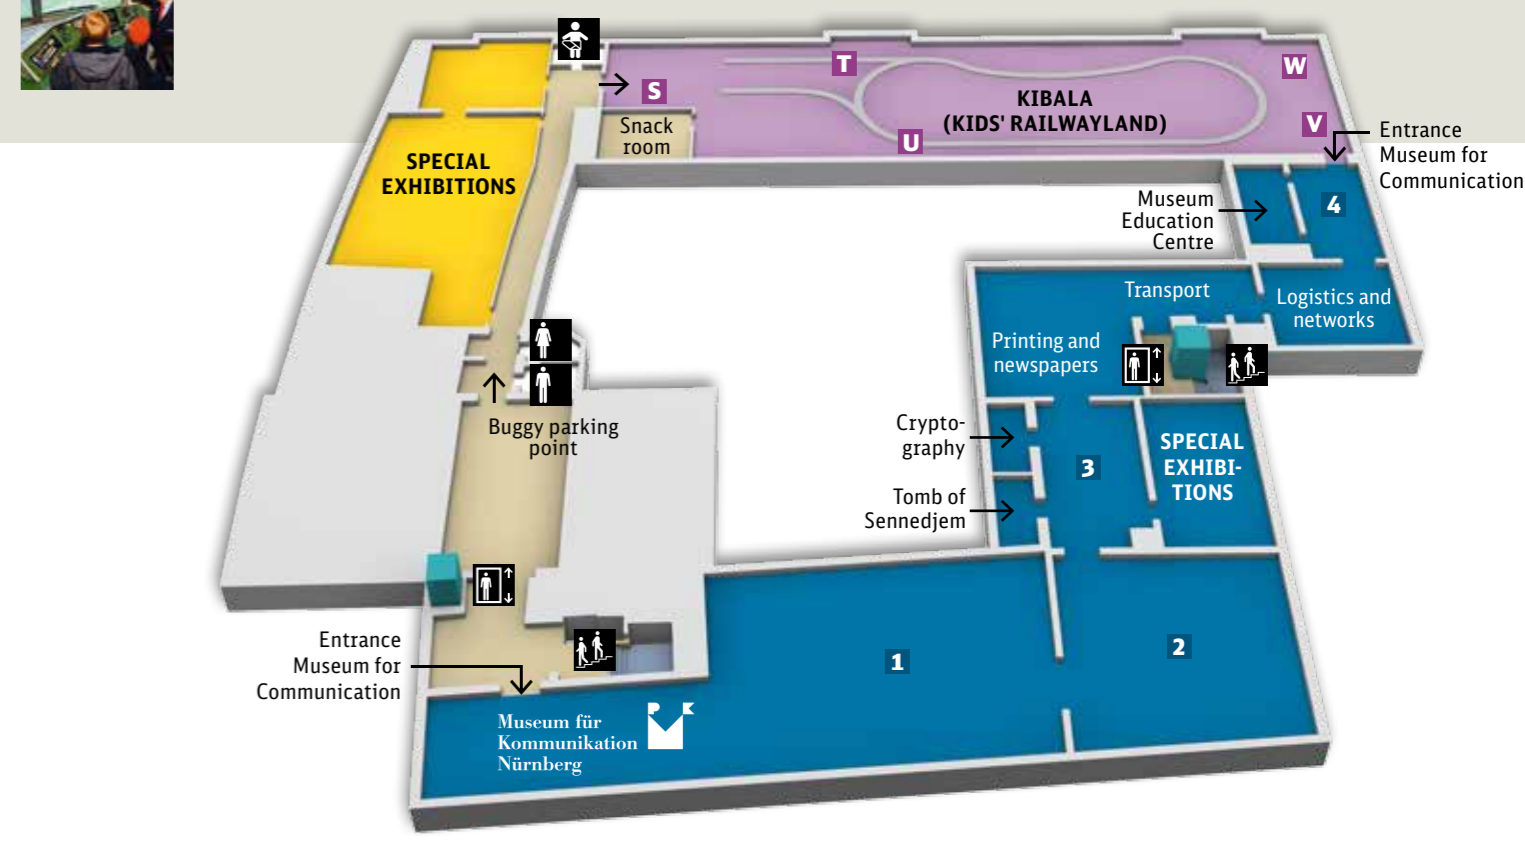 T
W
S
KIBALA
(KIDS' RAILWAYLAND)
V
Entrance
Museum for
Communication
Snack
room
U
SPECIAL
EXHIBITIONS
Museum
Education
Centre
4
Transport
Logistics and
networks
Printing and
newspapers
Buggy parking
point
Crypto-
graphy
3
SPECIAL
EXHIBI-
TIONS
Tomb of
Sennedjem
Entrance
Museum for
Communication
1
2
Museum für
Kommunikation
Nürnberg
P K